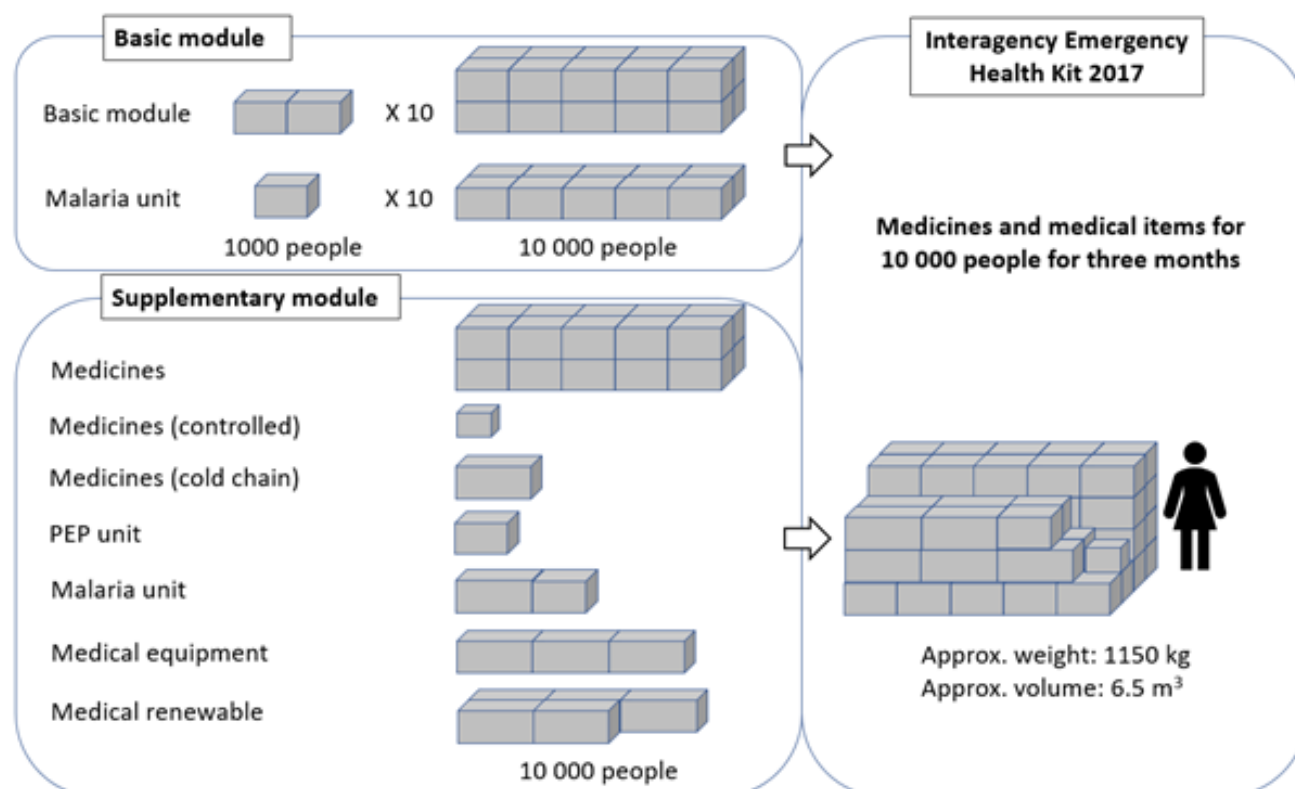 Basic module
Basic module
X 10
Malaria unit
X 10
1000 people
10 000 people
Supplementary module
Medicines
Medicines (controlled)
Medicines (cold chain)
PEP unit
Malaria unit
Medical equipment
Medical renewable
10 000 people
Interagency Emergency
Health Kit 2017
Medicines and medical items for
10 000 people for three months
Approx. weight: 1150 kg
Approx. volume: 6.5 m³